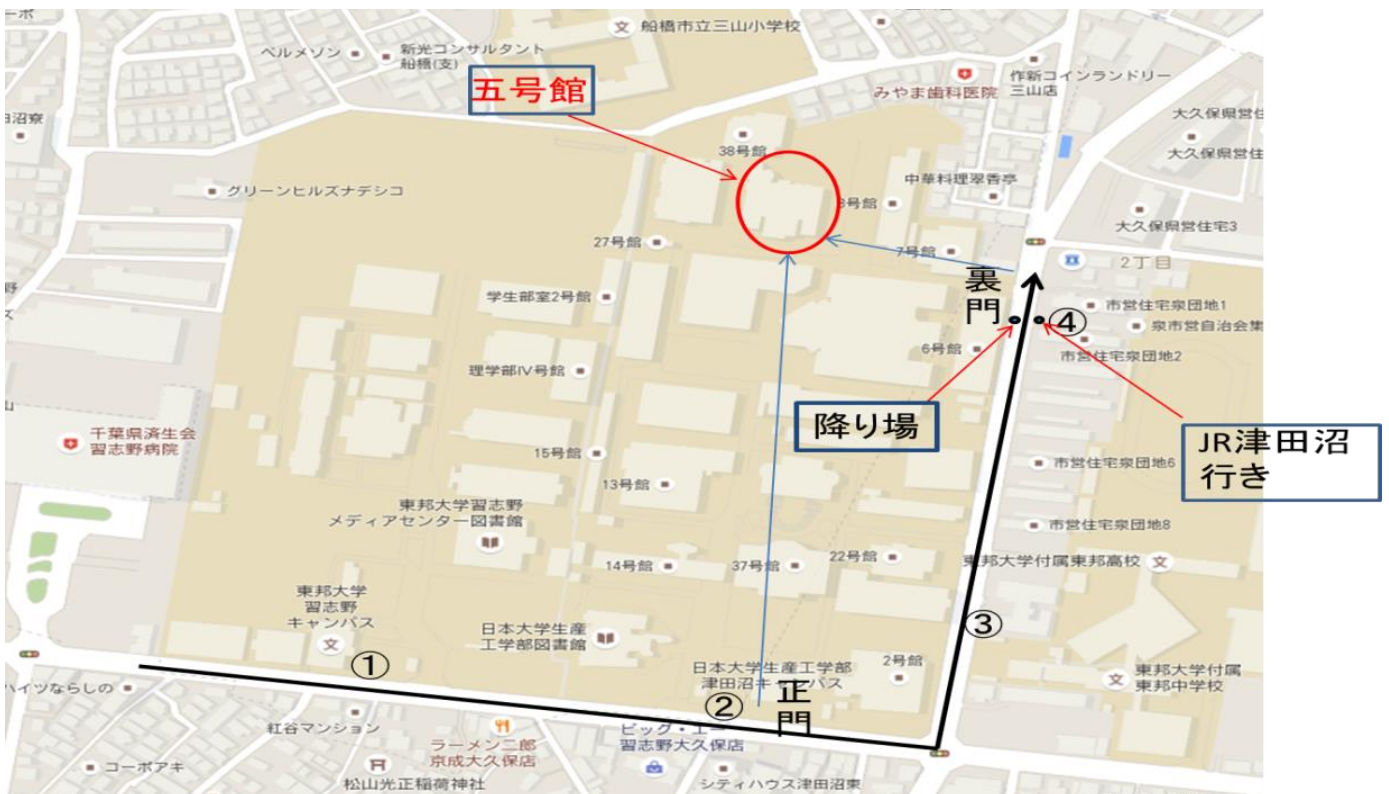 船橋市立三山小学校
ベルメゾン
新光コンサルタント
船橋(支)
五号館
みやま歯科医院
作新コインランドリー
三山店
大久保県営住
38号館
大久保県営住
グリーンヒルズナデシコ
中華料理翠香亭
大久保県営住宅3
27号館
7号館
2丁目
裏
門
学生部室2号館
市営住宅泉団地1
④
泉市営自治会集
6号館
市営住宅泉団地2
理学部Ⅳ号館
降り場
JR津田沼
行き
千葉県済生会
習志野病院
15号館
市営住宅泉団地6
13号館
東邦大学習志野
メディアセンター図書館
市営住宅泉団地8
14号館
37号館
22号館
東邦大学付属東邦高校
東邦大学
習志野
キャンパス
③
日本大学生産
工学部図書館
①
日本大学生産工学部
津田沼キャンパス
2号館
東邦大学付属
東邦中学校
正
門
②
ハイツならしの
紅谷マンション
ラーメン二郎
京成大久保店
ビッグ・エー
習志野大久保店
コーポアキ
松山光正稲荷神社
シティハウス津田沼東